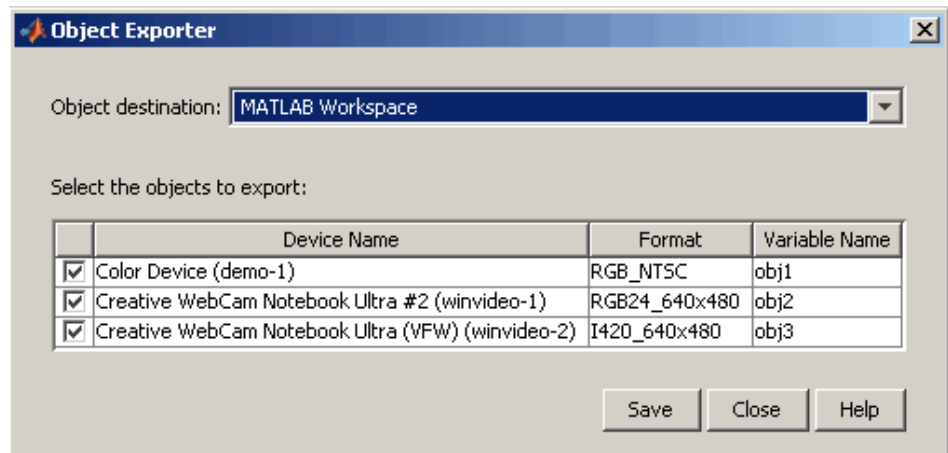 Object Exporter
Object destination: MATLAB Workspace
Select the objects to export:
Device Name Format Variable Name
Color Device (demo-1) RGB_NTSC obj1
Creative WebCam Notebook Ultra #2 (winvideo-1) RGB24_640x480 obj2
Creative WebCam Notebook Ultra (VFW) (winvideo-2) I420_640x480 obj3
Save Close Help